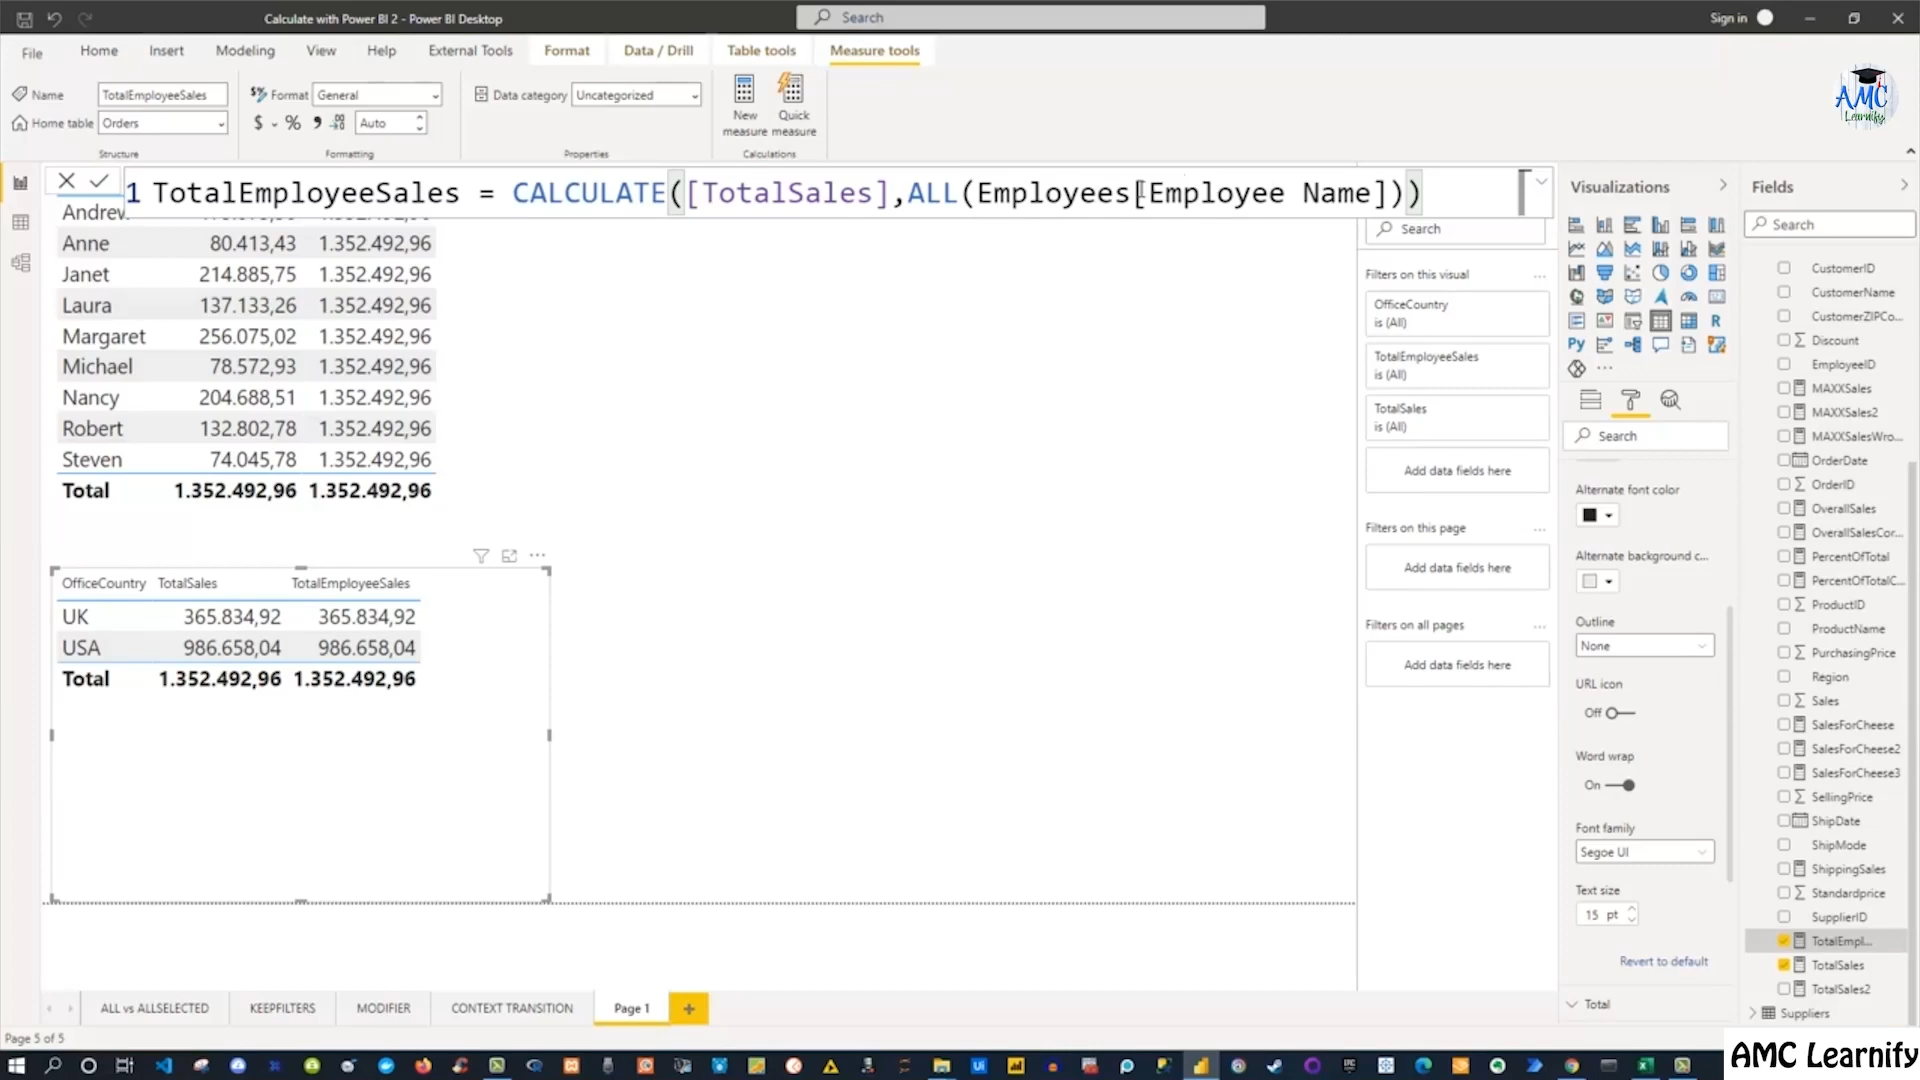 Calculate with Power BI 2 - Power BI Desktop
Search
Sign in
File
Home
Insert
Modeling
View
Help
External Tools
Format
Data / Drill
Table tools
Measure tools
Name
TotalEmployeeSales
Home table
Orders
Structure
Format
General
$
%
Auto
Formatting
Data category
Uncategorized
Properties
New
measure
Quick
measure
Calculations
AMC
Learnify
1 TotalEmployeeSales = CALCULATE([TotalSales],ALL(Employees[Employee Name]))
Andrew
Anne 80.413,43 1.352.492,96
Janet 214.885,75 1.352.492,96
Laura 137.133,26 1.352.492,96
Margaret 256.075,02 1.352.492,96
Michael 78.572,93 1.352.492,96
Nancy 204.688,51 1.352.492,96
Robert 132.802,78 1.352.492,96
Steven 74.045,78 1.352.492,96
Total 1.352.492,96 1.352.492,96
OfficeCountry TotalSales TotalEmployeeSales
UK 365.834,92 365.834,92
USA 986.658,04 986.658,04
Total 1.352.492,96 1.352.492,96
Search
Filters on this visual
OfficeCountry
is (All)
TotalEmployeeSales
is (All)
TotalSales
is (All)
Add data fields here
Filters on this page
Add data fields here
Filters on all pages
Add data fields here
Visualizations
R
Py
Search
Alternate font color
Alternate background c...
Outline
None
URL icon
Off
Word wrap
On
Font family
Segoe UI
Text size
15 pt
Revert to default
Total
Fields
Search
CustomerID
CustomerName
CustomerZIPCo...
Discount
EmployeeID
MAXXSales
MAXXSales2
MAXXSalesWro...
OrderDate
OrderID
OverallSales
OverallSalesCor...
PercentOfTotal
PercentOfTotalC...
ProductID
ProductName
PurchasingPrice
Region
Sales
SalesForCheese
SalesForCheese2
SalesForCheese3
SellingPrice
ShipDate
ShipMode
ShippingSales
Standardprice
SupplierID
TotalEmpl...
TotalSales
TotalSales2
Suppliers
ALL vs ALLSELECTED
KEEPFILTERS
MODIFIER
CONTEXT TRANSITION
Page 1
Page 5 of 5
AMC Learnify